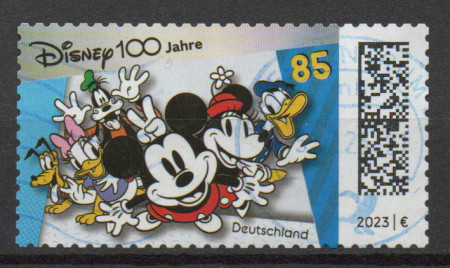 Disney 100 Jahre
85
Deutschland
2023 | €